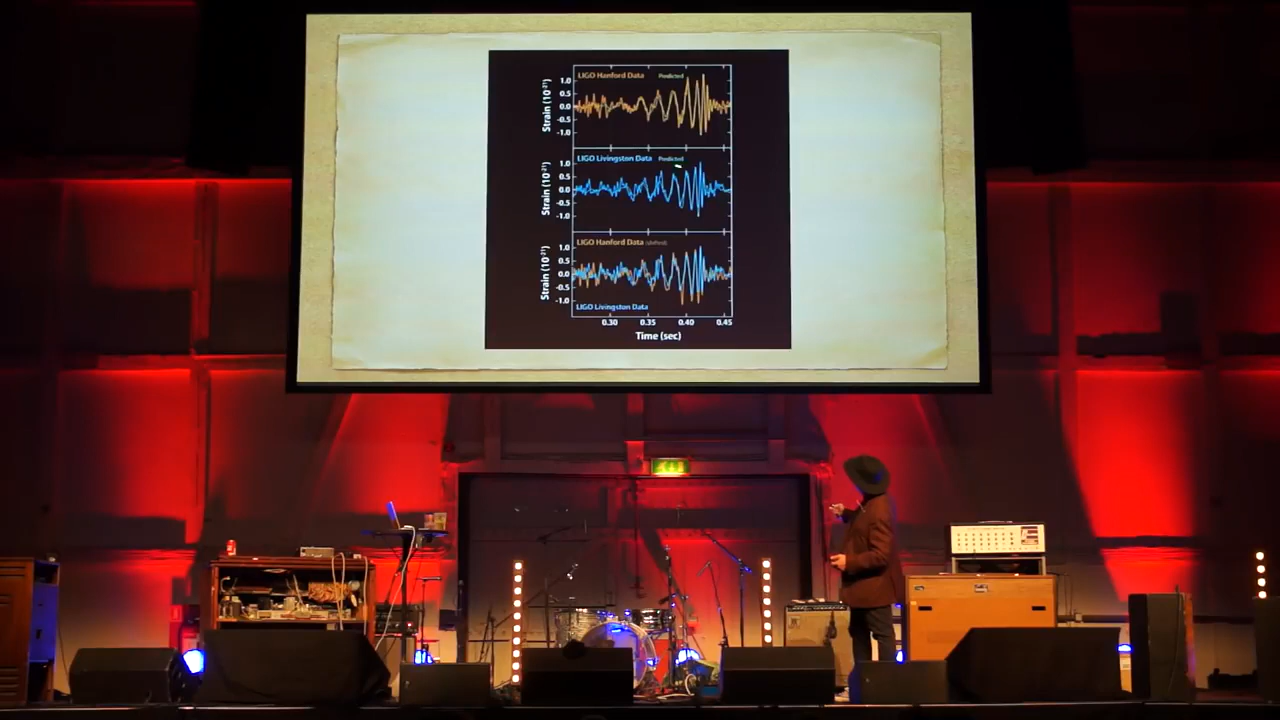 LIGO Hanford Data Predicted
1.0
0.5
0.0
-0.5
-1.0
Strain (10⁻²¹)
LIGO Livingston Data Predicted
1.0
0.5
0.0
-0.5
-1.0
Strain (10⁻²¹)
LIGO Hanford Data (shifted)
1.0
0.5
0.0
-0.5
-1.0
Strain (10⁻²¹)
LIGO Livingston Data
0.30 0.35 0.40 0.45
Time (sec)